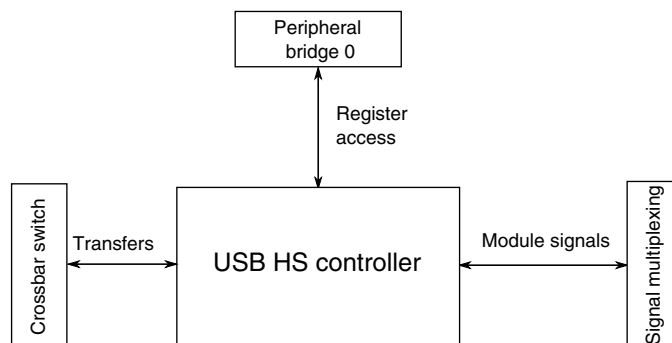 Peripheral
bridge 0
Register
access
Crossbar switch
Transfers
USB HS controller
Module signals
Signal multiplexing